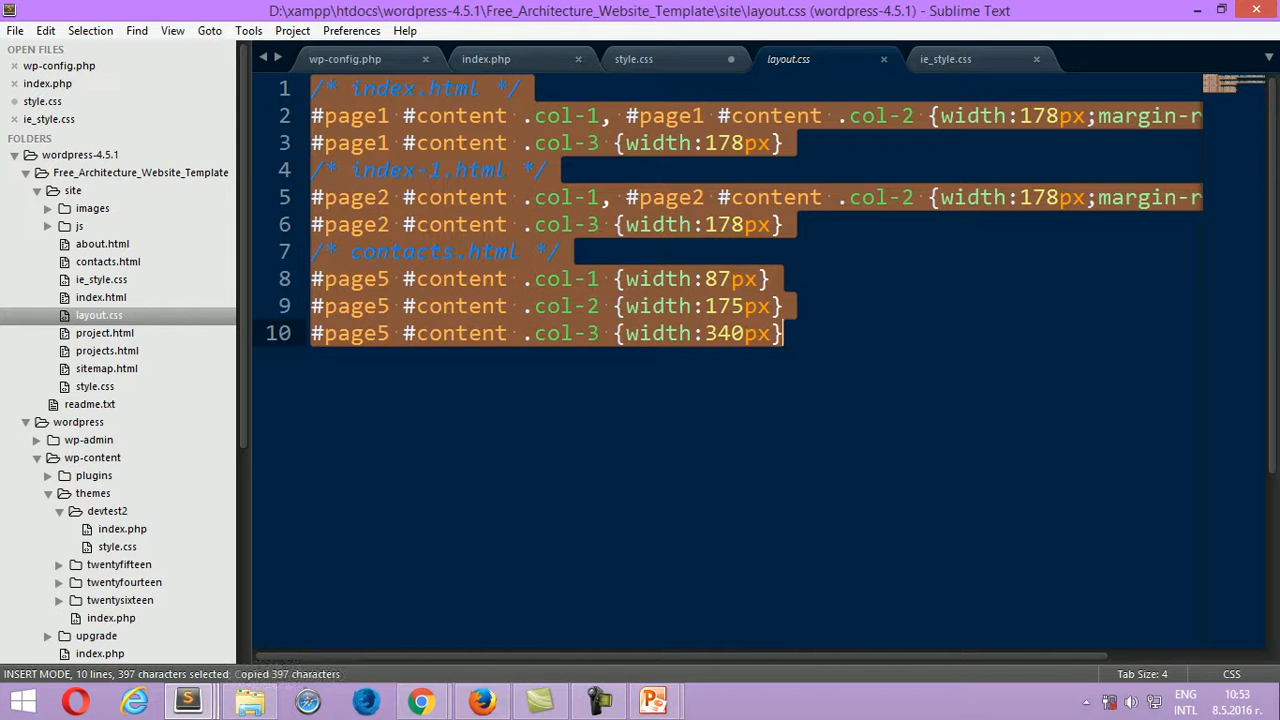 D:\xampp\htdocs\wordpress-4.5.1\Free_Architecture_Website_Template\site\layout.css (wordpress-4.5.1) - Sublime Text
File Edit Selection Find View Goto Tools Project Preferences Help
OPEN FILES
wp-config.php
index.php
style.css
ie_style.css
FOLDERS
wordpress-4.5.1
Free_Architecture_Website_Template
site
images
js
about.html
contacts.html
ie_style.css
index.html
layout.css
project.html
projects.html
sitemap.html
style.css
readme.txt
wordpress
wp-admin
wp-content
plugins
themes
devtest2
index.php
style.css
twentyfifteen
twentyfourteen
twentysixteen
index.php
upgrade
index.php
wp-config.php index.php style.css layout.css ie_style.css
1 /* index.html */
2 #page1 #content .col-1, #page1 #content .col-2 {width:178px;margin-r
3 #page1 #content .col-3 {width:178px}
4 /* index-1.html */
5 #page2 #content .col-1, #page2 #content .col-2 {width:178px;margin-r
6 #page2 #content .col-3 {width:178px}
7 /* contacts.html */
8 #page5 #content .col-1 {width:87px}
9 #page5 #content .col-2 {width:175px}
10 #page5 #content .col-3 {width:340px}
INSERT MODE, 10 lines, 397 characters selected: Copied 397 characters Tab Size: 4 CSS
ENG 10:53
INTL 8.5.2016 г.